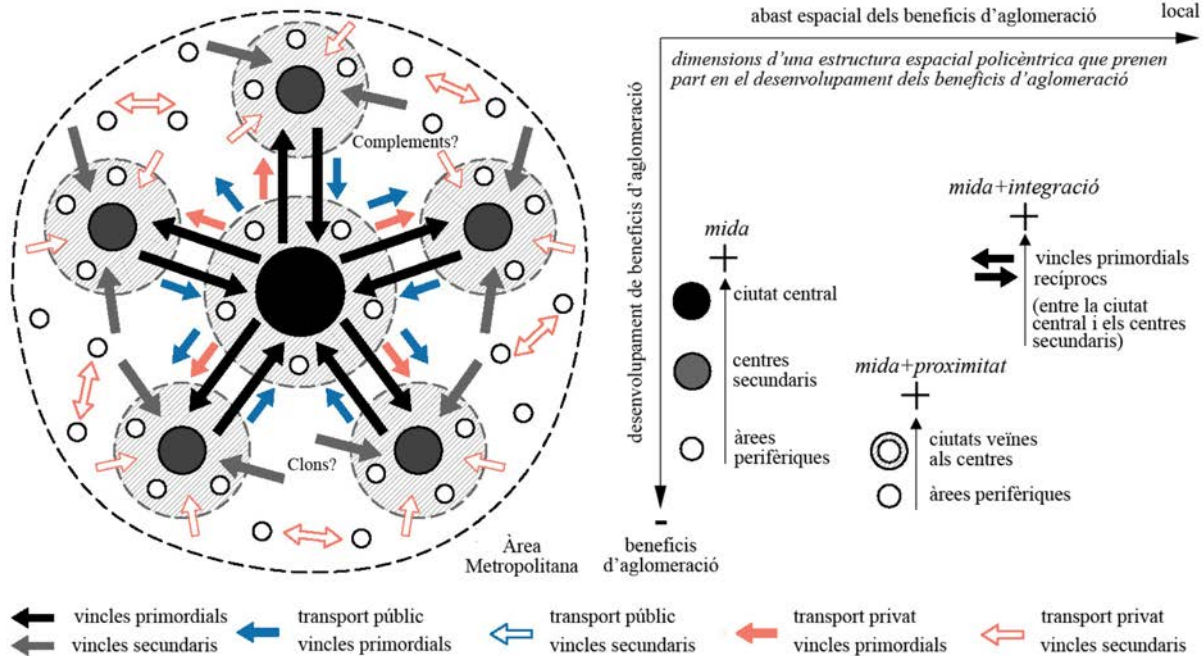 abast espacial dels beneficis d'aglomeració
local
dimensions d'una estructura espacial policèntrica que prenen
part en el desenvolupament dels beneficis d'aglomeració
desenvolupament de beneficis d'aglomeració
Complements?
Clons?
Àrea
Metropolitana
mida
+
ciutat central
centres
secundaris
àrees
perifèriques
mida+integració
+
vincles primordials
recíprocs
(entre la ciutat
central i els centres
secundaris)
mida+proximitat
+
ciutats veïnes
als centres
àrees perifèriques
-
beneficis
d'aglomeració
vincles primordials
vincles secundaris
transport públic
vincles primordials
transport públic
vincles secundaris
transport privat
vincles primordials
transport privat
vincles secundaris